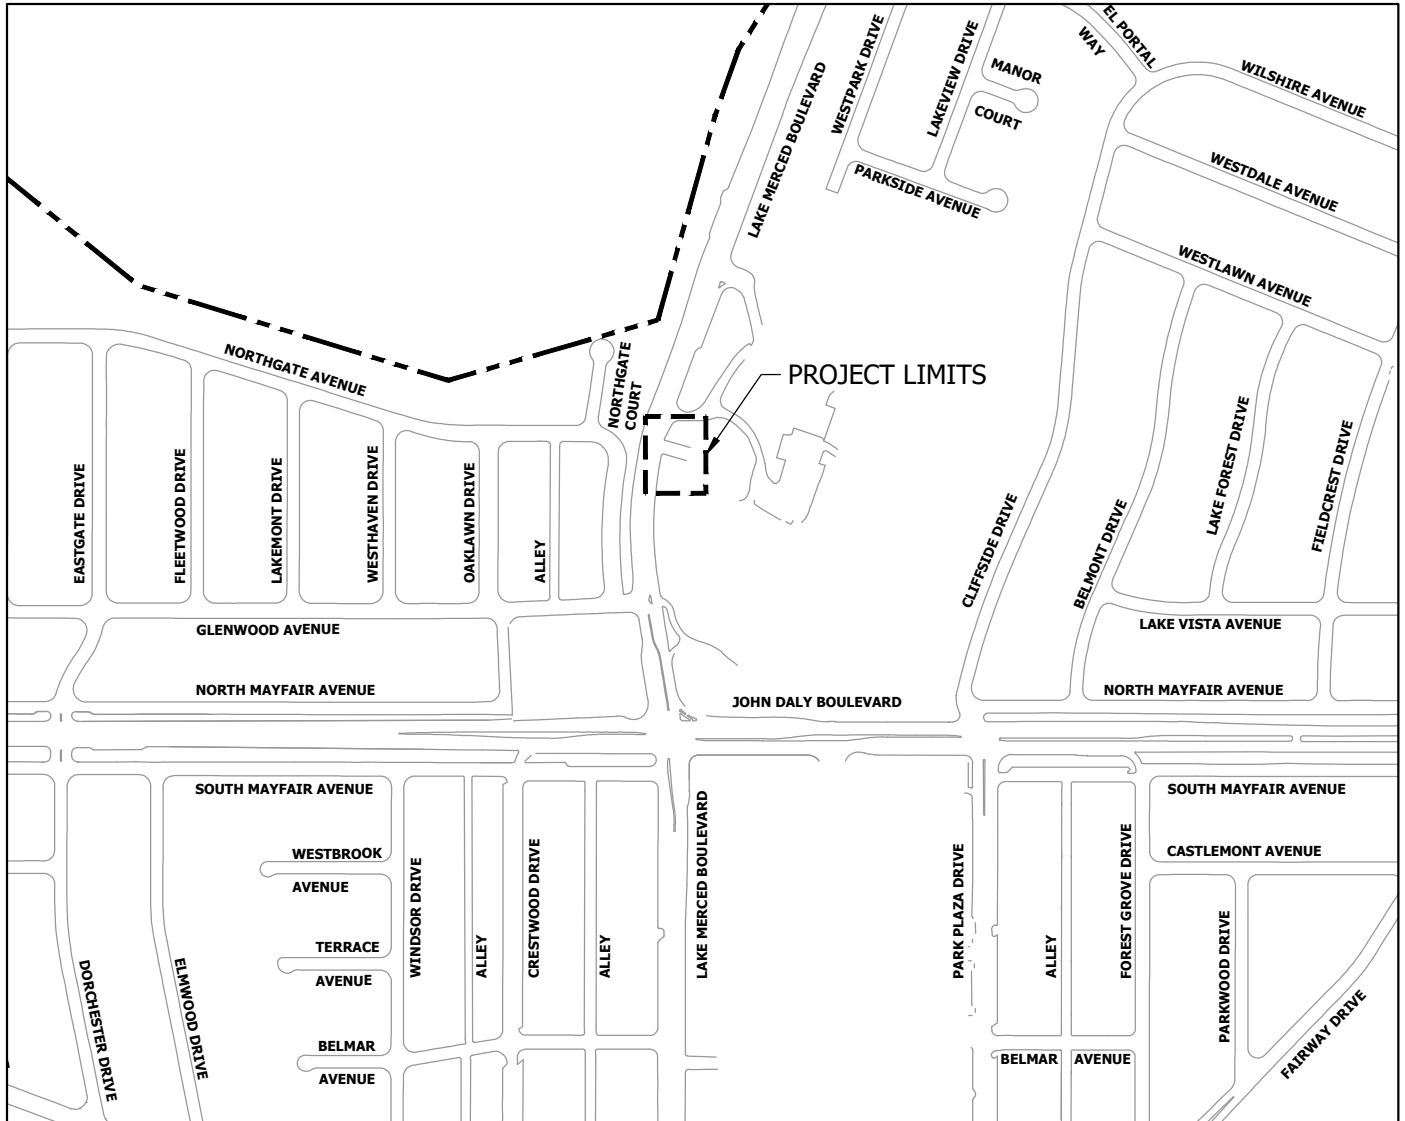 EL PORTAL
WAY
WILSHIRE AVENUE
WESTPARK DRIVE
LAKEVIEW DRIVE
MANOR
COURT
LAKE MERCED BOULEVARD
PARKSIDE AVENUE
WESTDALE AVENUE
WESTLAWN AVENUE
NORTHGATE AVENUE
NORTHGATE
COURT
PROJECT LIMITS
EASTGATE DRIVE
FLEETWOOD DRIVE
LAKEMONT DRIVE
WESTHAVEN DRIVE
OAKLAWN DRIVE
ALLEY
CLIFFSIDE DRIVE
BELMONT DRIVE
LAKE FOREST DRIVE
FIELDCREST DRIVE
GLENWOOD AVENUE
LAKE VISTA AVENUE
NORTH MAYFAIR AVENUE
JOHN DALY BOULEVARD
NORTH MAYFAIR AVENUE
SOUTH MAYFAIR AVENUE
SOUTH MAYFAIR AVENUE
WESTBROOK
AVENUE
CASTLEMONT AVENUE
WINDSOR DRIVE
ALLEY
CRESTWOOD DRIVE
ALLEY
LAKE MERCED BOULEVARD
PARK PLAZA DRIVE
ALLEY
FOREST GROVE DRIVE
PARKWOOD DRIVE
TERRACE
AVENUE
DORCHESTER DRIVE
ELMWOOD DRIVE
FAIRWAY DRIVE
BELMAR
AVENUE
BELMAR AVENUE